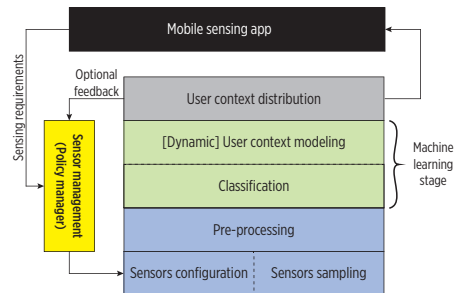 Mobile sensing app
Sensing requirements
Optional
feedback
User context distribution
Sensor management
(Policy manager)
[Dynamic] User context modeling
Classification
Machine
learning
stage
Pre-processing
Sensors configuration
Sensors sampling